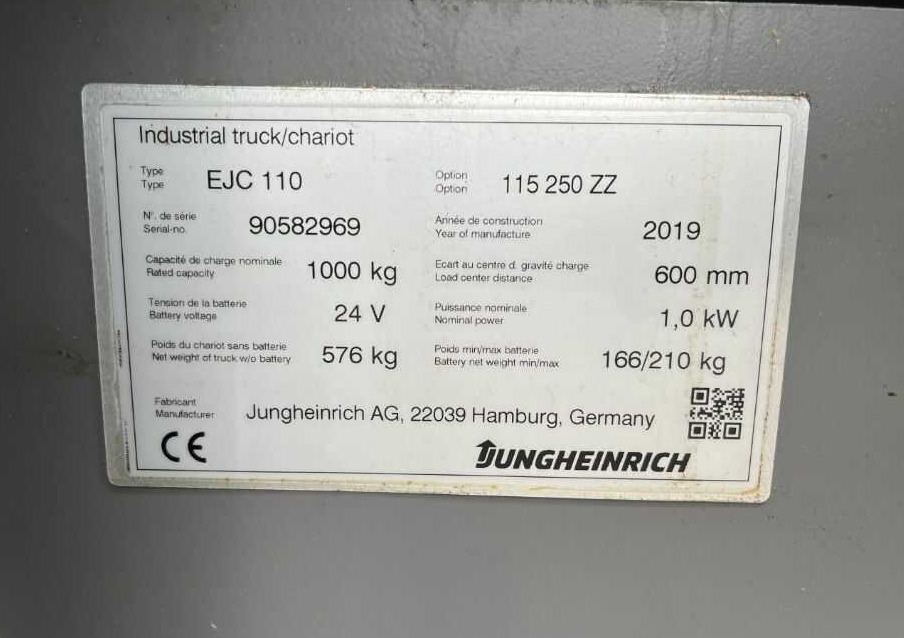 Industrial truck/chariot
Type
Type
EJC 110
Option
Option
115 250 ZZ
N°. de série
Serial-no.
90582969
Année de construction
Year of manufacture
2019
Capacité de charge nominale
Rated capacity
1000 kg
Ecart au centre d. gravité charge
Load center distance
600 mm
Tension de la batterie
Battery voltage
24 V
Puissance nominale
Nominal power
1,0 kW
Poids du chariot sans batterie
Net weight of truck w/o battery
576 kg
Poids min/max batterie
Battery net weight min/max
166/210 kg
Fabricant
Manufacturer
Jungheinrich AG, 22039 Hamburg, Germany
CE
JUNGHEINRICH